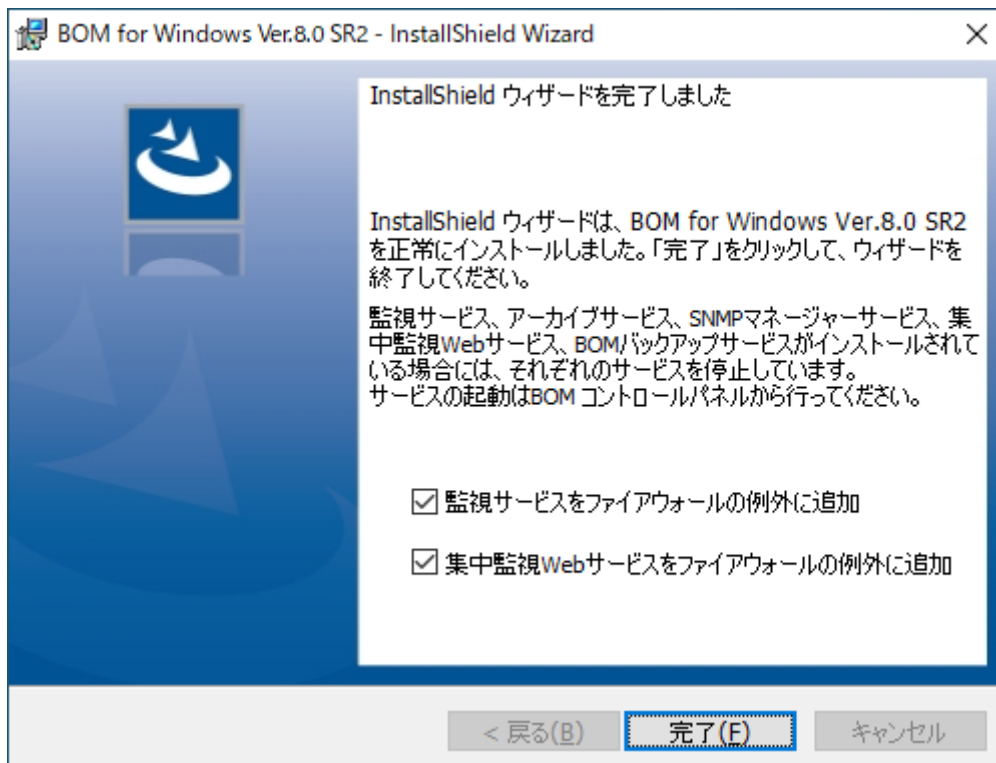 BOM for Windows Ver.8.0 SR2 - InstallShield Wizard
InstallShield ウィザードを完了しました
InstallShield ウィザードは、BOM for Windows Ver.8.0 SR2
を正常にインストールしました。「完了」をクリックして、ウィザードを
終了してください。
監視サービス、アーカイブサービス、SNMPマネージャーサービス、集
中監視Webサービス、BOMバックアップサービスがインストールされて
いる場合には、それぞれのサービスを停止しています。
サービスの起動はBOM コントロールパネルから行ってください。
監視サービスをファイアウォールの例外に追加
集中監視Webサービスをファイアウォールの例外に追加
< 戻る(B)
完了(F)
キャンセル